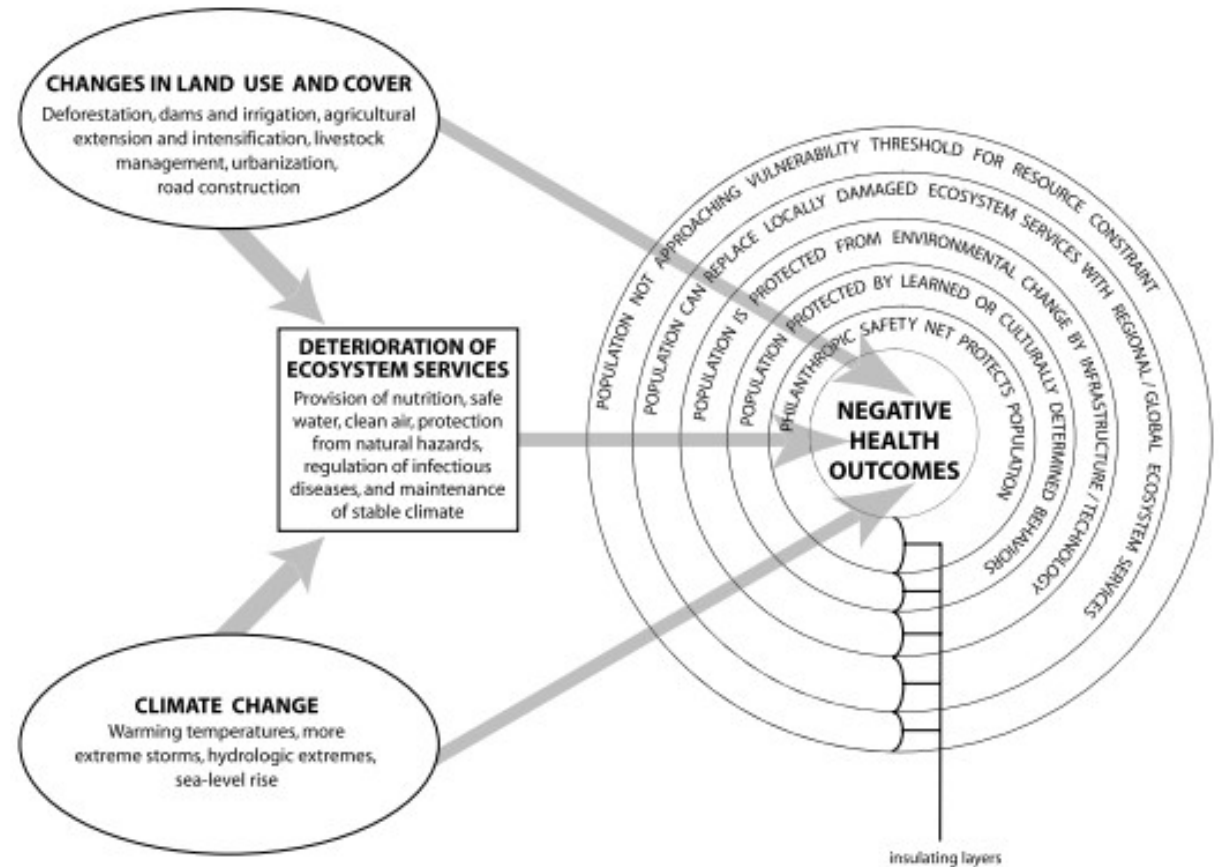 CHANGES IN LAND USE AND COVER
Deforestation, dams and irrigation, agricultural
extension and intensification, livestock
management, urbanization,
road construction
DETERIORATION OF
ECOSYSTEM SERVICES
Provision of nutrition, safe
water, clean air, protection
from natural hazards,
regulation of infectious
diseases, and maintenance
of stable climate
CLIMATE CHANGE
Warming temperatures, more
extreme storms, hydrologic extremes,
sea-level rise
POPULATION NOT APPROACHING VULNERABILITY THRESHOLD FOR RESOURCE CONSTRAINT
POPULATION CAN REPLACE LOCALLY DAMAGED ECOSYSTEM SERVICES WITH REGIONAL / GLOBAL ECOSYSTEM SERVICES
POPULATION IS PROTECTED FROM ENVIRONMENTAL CHANGE BY INFRASTRUCTURE / TECHNOLOGY
POPULATION PROTECTED BY LEARNED OR CULTURALLY DETERMINED BEHAVIORS
PHILANTHROPIC SAFETY NET PROTECTS POPULATION
NEGATIVE
HEALTH
OUTCOMES
insulating layers